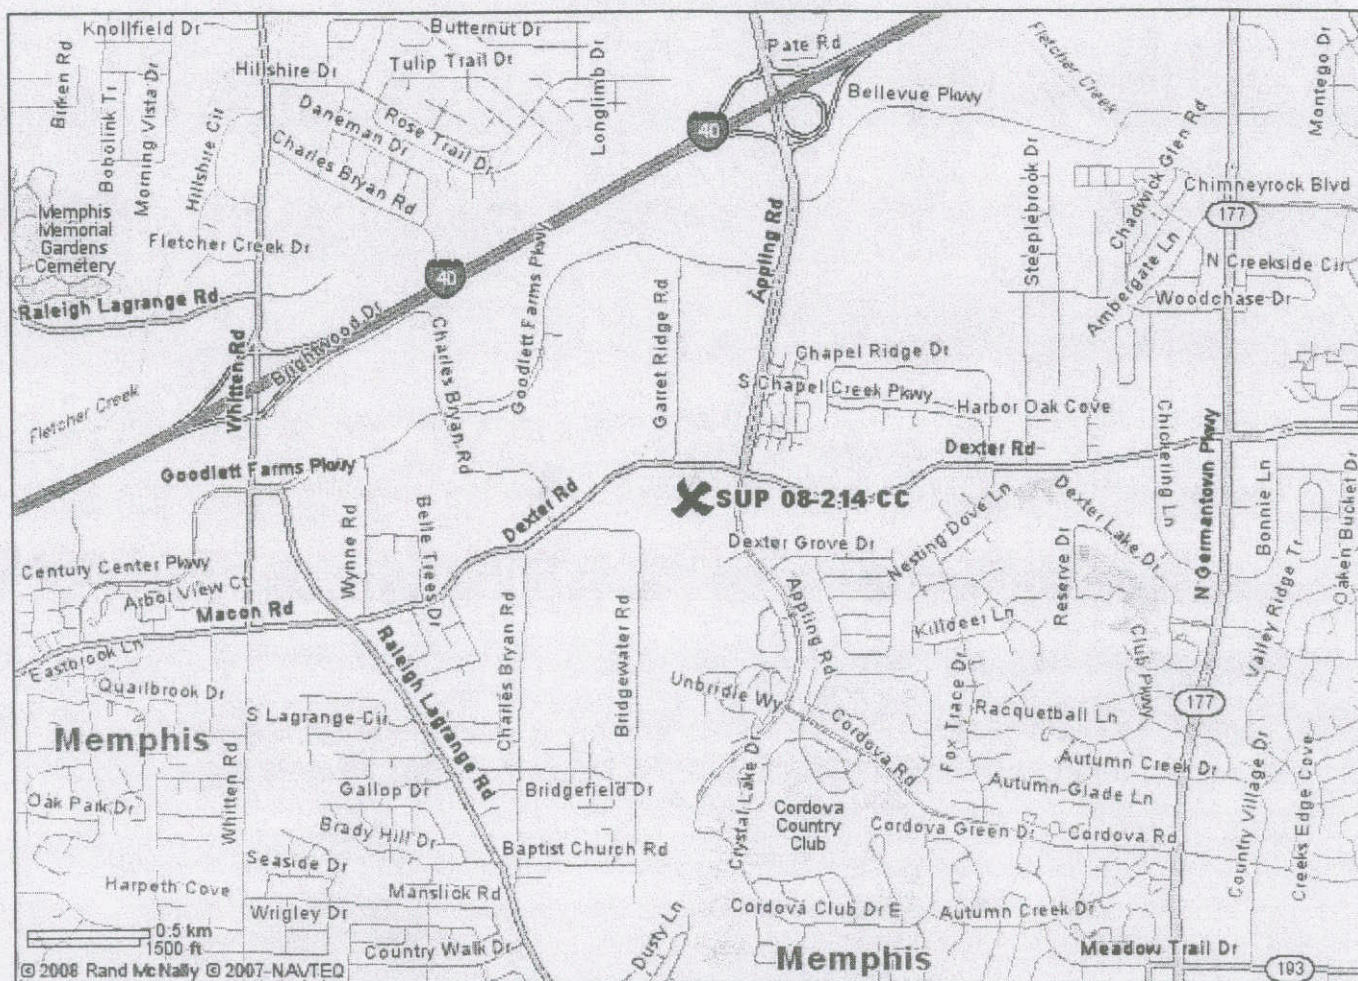 Knollfield Dr
Butternut Dr
Pate Rd
Birken Rd
Bobolink Tr
Morning Vista Dr
Hillshire Dr
Tulip Trail Dr
Longlimb Dr
Fletcher Creek
Montego Dr
Hillshire Cir
Daneman Dr
Rose Trail Dr
Charles Bryan Rd
40
Bellevue Pkwy
Steeplebrook Dr
Chadwick Glen Rd
Chimneyrock Blvd
177
Memphis
Memorial
Gardens
Cemetery
Fletcher Creek Dr
40
Goodlett Farms Pkwy
Appling Rd
Ambergate Ln
N Creekside Cir
Woodchase Dr
Raleigh Lagrange Rd
Whitten Rd
Brightwood Dr
Charles Bryan Rd
Garret Ridge Rd
Chapel Ridge Dr
S Chapel Creek Pkwy
Harbor Oak Cove
Fletcher Creek
Chickering Ln
N Germantown Pkwy
Dexter Rd
Goodlett Farms Pkwy
Wynne Rd
Belle Trees Dr
Dexter Rd
SUP 08-214 CC
Nesting Dove Ln
Dexter Lake Dr
Bonnie Ln
Oaken Bucket Dr
Dexter Grove Dr
Reserve Dr
Valley Ridge Tr
Century Center Pkwy
Arbor View Ct
Macon Rd
Eastbrook Ln
Raleigh Lagrange Rd
Charles Bryan Rd
Bridgewater Rd
Appling Rd
Killdeer Ln
Club Pkwy
Quailbrook Dr
S Lagrange Cir
Unbridle Wy
Cordova Rd
Fox Trace Dr
Racquetball Ln
177
Memphis
Whitten Rd
Crystal Lake Dr
Autumn Creek Dr
Country Village Dr
Creeks Edge Cove
Oak Park Dr
Gallop Dr
Bridgefield Dr
Autumn Glade Ln
Cordova
Country
Club
Brady Hill Dr
Cordova Green Dr
Cordova Rd
Seaside Dr
Baptist Church Rd
Harpeth Cove
Manslick Rd
Wrigley Dr
Cordova Club Dr E
Autumn Creek Dr
Dusty Ln
Country Walk Dr
Meadow Trail Dr
Memphis
193
0.5 km
1500 ft
© 2008 Rand McNally © 2007 NAVTEQ